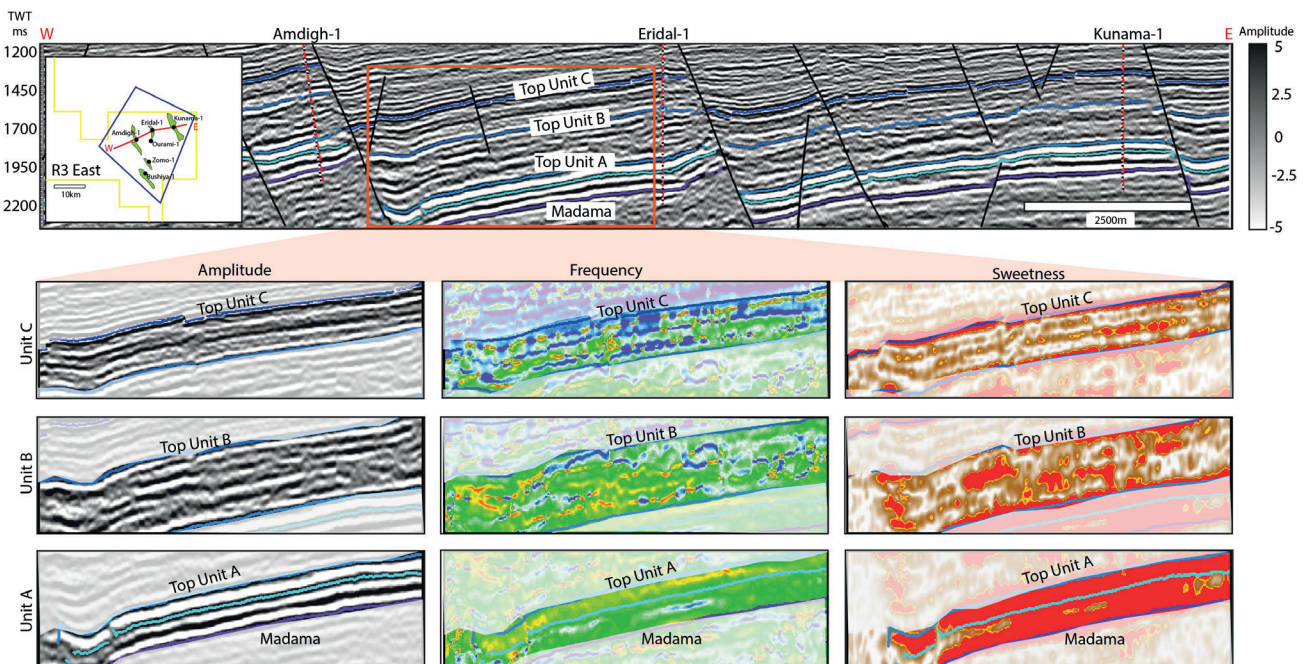 TWT
ms
W
Amdigh-1
Eridal-1
Kunama-1
E
Amplitude
1200
1450
1700
1950
2200
5
2.5
0
-2.5
-5
Top Unit C
Top Unit B
Top Unit A
Madama
2500m
Eridal-1
Kunama-1
Amdigh-1
E
W
Ourami-1
Zomo-1
Bushiya-1
R3 East
10km
Amplitude
Frequency
Sweetness
Unit C
Top Unit C
Top Unit C
Top Unit C
Unit B
Top Unit B
Top Unit B
Top Unit B
Unit A
Top Unit A
Madama
Top Unit A
Madama
Top Unit A
Madama